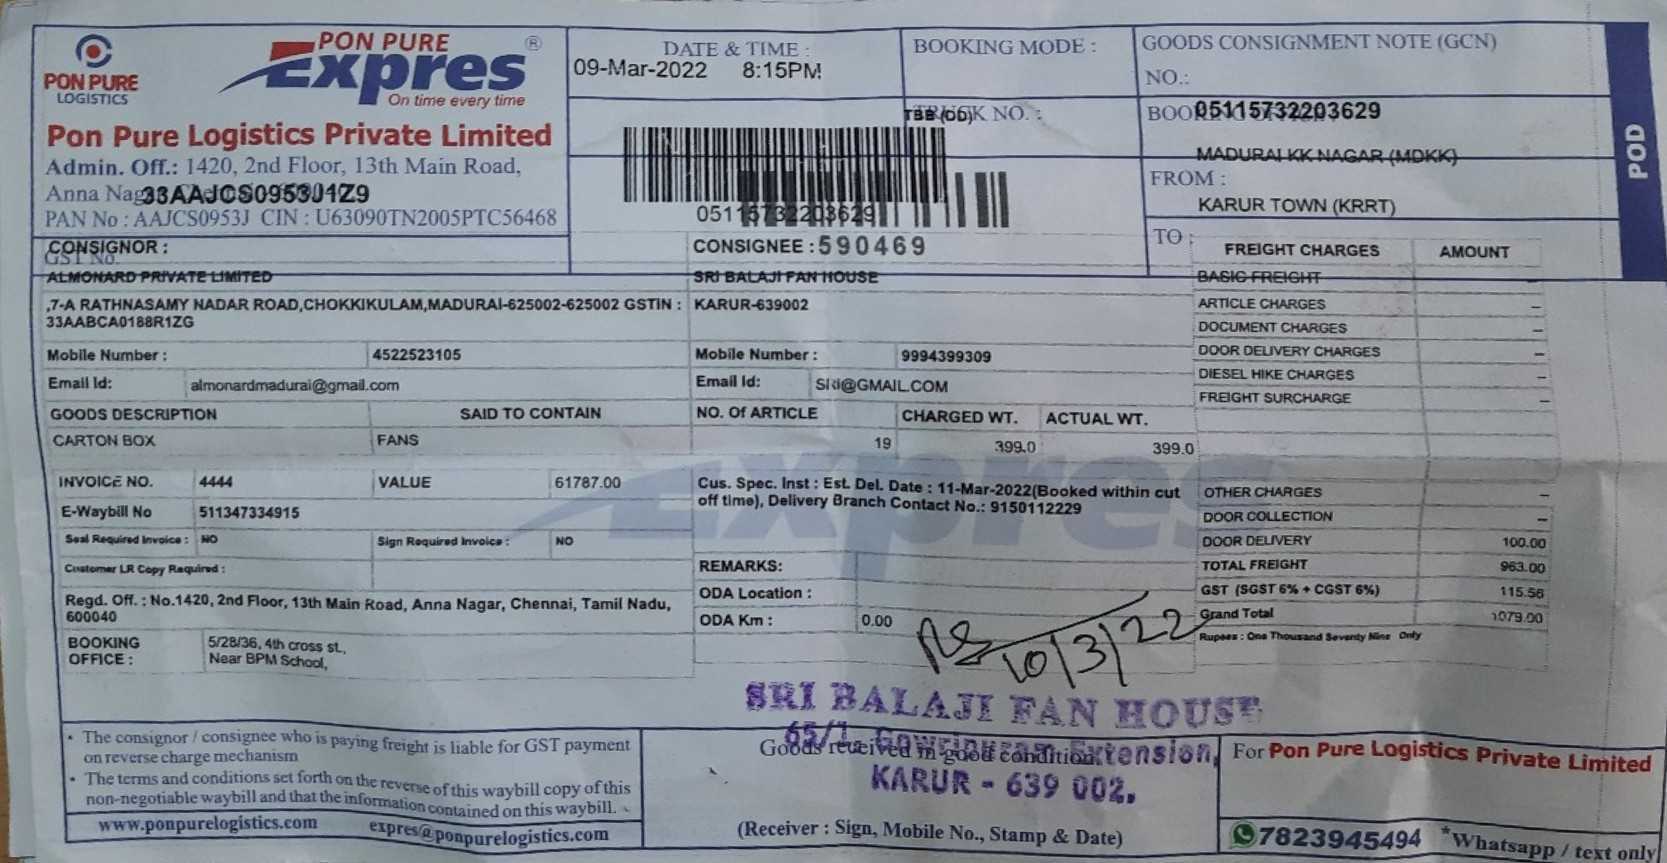 PON PURE
LOGISTICS
PON PURE
Expres ®
On time every time
Pon Pure Logistics Private Limited
Admin. Off.: 1420, 2nd Floor, 13th Main Road,
Anna 33AAJCS0953J1Z9
PAN No : AAJCS0953J CIN : U63090TN2005PTC56468
GST No.
DATE & TIME :
09-Mar-2022 8:15PM
BOOKING MODE :
TBB (DD)
TRUCK NO. :
05115732203629
GOODS CONSIGNMENT NOTE (GCN)
NO.:
05115732203629
MADURAI KK NAGAR (MDKK)
FROM :
KARUR TOWN (KRRT)
TO :
POD
CONSIGNOR :
ALMONARD PRIVATE LIMITED
,7-A RATHNASAMY NADAR ROAD,CHOKKIKULAM,MADURAI-625002-625002 GSTIN :
33AABCA0188R1ZG
Mobile Number : 4522523105
Email Id: almonardmadurai@gmail.com
CONSIGNEE : 590469
SRI BALAJI FAN HOUSE
KARUR-639002
Mobile Number : 9994399309
Email Id: SRI@GMAIL.COM
GOODS DESCRIPTION SAID TO CONTAIN NO. Of ARTICLE CHARGED WT. ACTUAL WT.
CARTON BOX FANS 19 399.0 399.0
INVOICE NO. 4444 VALUE 61787.00
E-Waybill No 511347334915
Seal Required Invoice : NO Sign Required Invoice : NO
Customer LR Copy Required :
Regd. Off. : No.1420, 2nd Floor, 13th Main Road, Anna Nagar, Chennai, Tamil Nadu,
600040
BOOKING
OFFICE :
5/28/36, 4th cross st.,
Near BPM School,
Cus. Spec. Inst : Est. Del. Date : 11-Mar-2022(Booked within cut
off time), Delivery Branch Contact No.: 9150112229
REMARKS:
ODA Location :
ODA Km : 0.00
FREIGHT CHARGES AMOUNT
BASIC FREIGHT –
ARTICLE CHARGES –
DOCUMENT CHARGES –
DOOR DELIVERY CHARGES –
DIESEL HIKE CHARGES –
FREIGHT SURCHARGE –
OTHER CHARGES –
DOOR COLLECTION –
DOOR DELIVERY 100.00
TOTAL FREIGHT 963.00
GST (SGST 6% + CGST 6%) 115.56
Grand Total 1079.00
Rupees : One Thousand Seventy Nine Only
Expres
10/3/22
SRI BALAJI FAN HOUSE
65/1, Gowripuram Extension,
KARUR - 639 002.
• The consignor / consignee who is paying freight is liable for GST payment
on reverse charge mechanism
• The terms and conditions set forth on the reverse of this waybill copy of this
non-negotiable waybill and that the information contained on this waybill.
www.ponpurelogistics.com expres@ponpurelogistics.com
Goods received in good condition
(Receiver : Sign, Mobile No., Stamp & Date)
For Pon Pure Logistics Private Limited
7823945494 *Whatsapp / text only